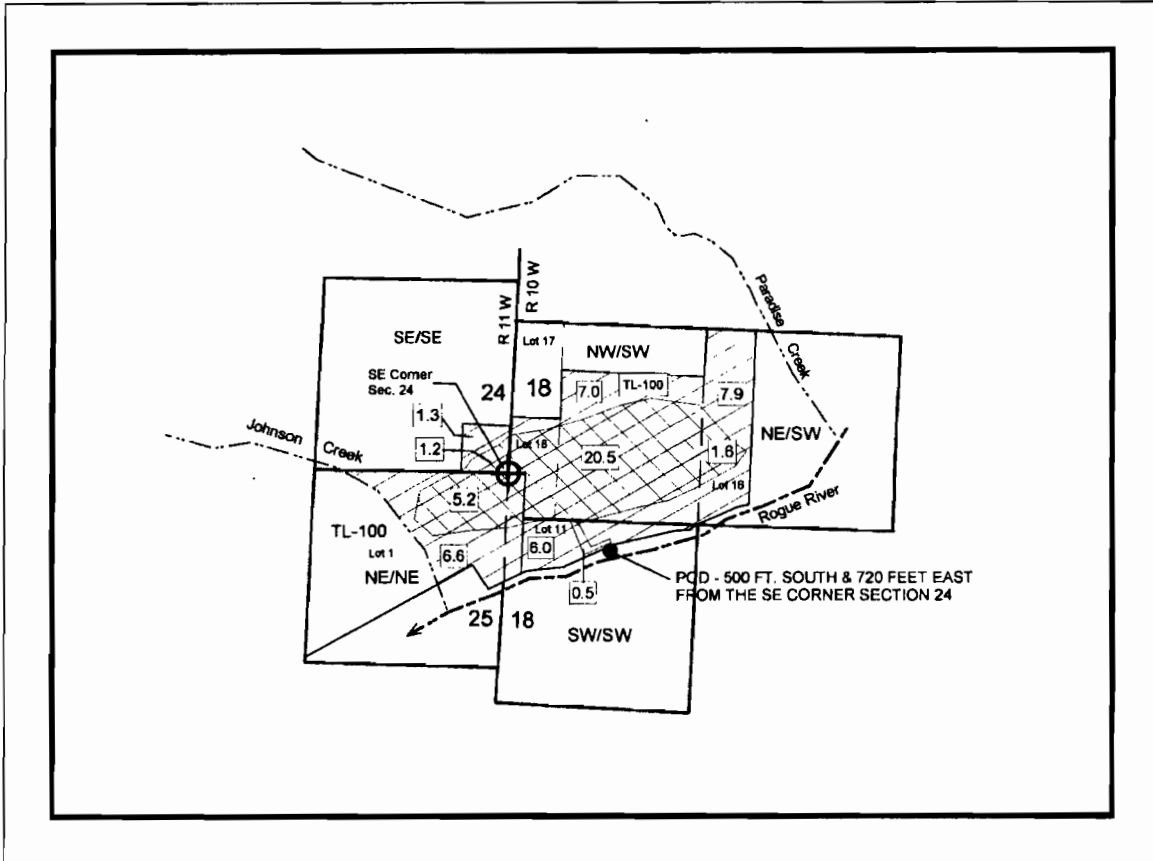 Paradise
Creek
R 11 W
R 10 W
SE/SE
Lot 17
NW/SW
SE Corner
Sec. 24
24
18
7.0
TL-100
7.9
1.3
1.2
Johnson Creek
Lot 18
20.5
1.6
NE/SW
Lot 16
5.2
Rogue River
TL-100
Lot 1
Lot 11
6.6
6.0
NE/NE
0.5
POD - 500 FT. SOUTH & 720 FEET EAST
FROM THE SE CORNER SECTION 24
25
18
SW/SW